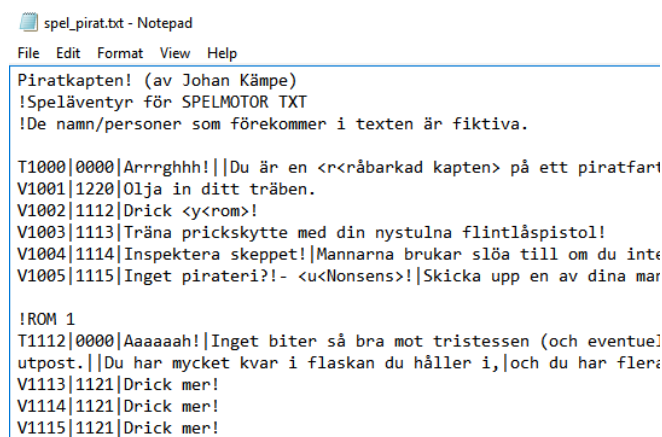 spel_pirat.txt - Notepad
File Edit Format View Help
Piratkapten! (av Johan Kämpe)
!Speläventyr för SPELMOTOR TXT
!De namn/personer som förekommer i texten är fiktiva.
T1000|0000|Arrrghhh!||Du är en <r<råbarkad kapten> på ett piratfart
V1001|1220|Olja in ditt träben.
V1002|1112|Drick <y<rom>!
V1003|1113|Träna prickskytte med din nystulna flintlåspistol!
V1004|1114|Inspektera skeppet!|Mannarna brukar slöa till om du inte
V1005|1115|Inget pirateri?!- <u<Nonsens>!|Skicka upp en av dina man
!ROM 1
T1112|0000|Aaaaaah!|Inget biter så bra mot tristessen (och eventuel
utpost.||Du har mycket kvar i flaskan du håller i,|och du har flera
V1113|1121|Drick mer!
V1114|1121|Drick mer!
V1115|1121|Drick mer!